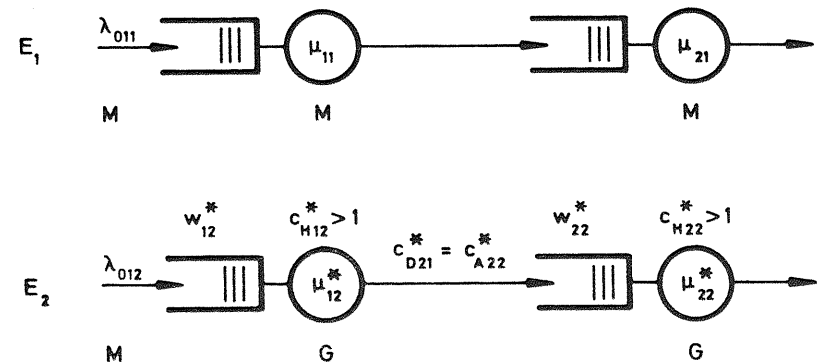 E₁ λ₀₁₁ μ₁₁ μ₂₁
M M M
w*₁₂ c*H12 > 1 w*₂₂ c*H22 > 1
c*D21 = c*A22
E₂ λ₀₁₂ μ*₁₂ μ*₂₂
M G G